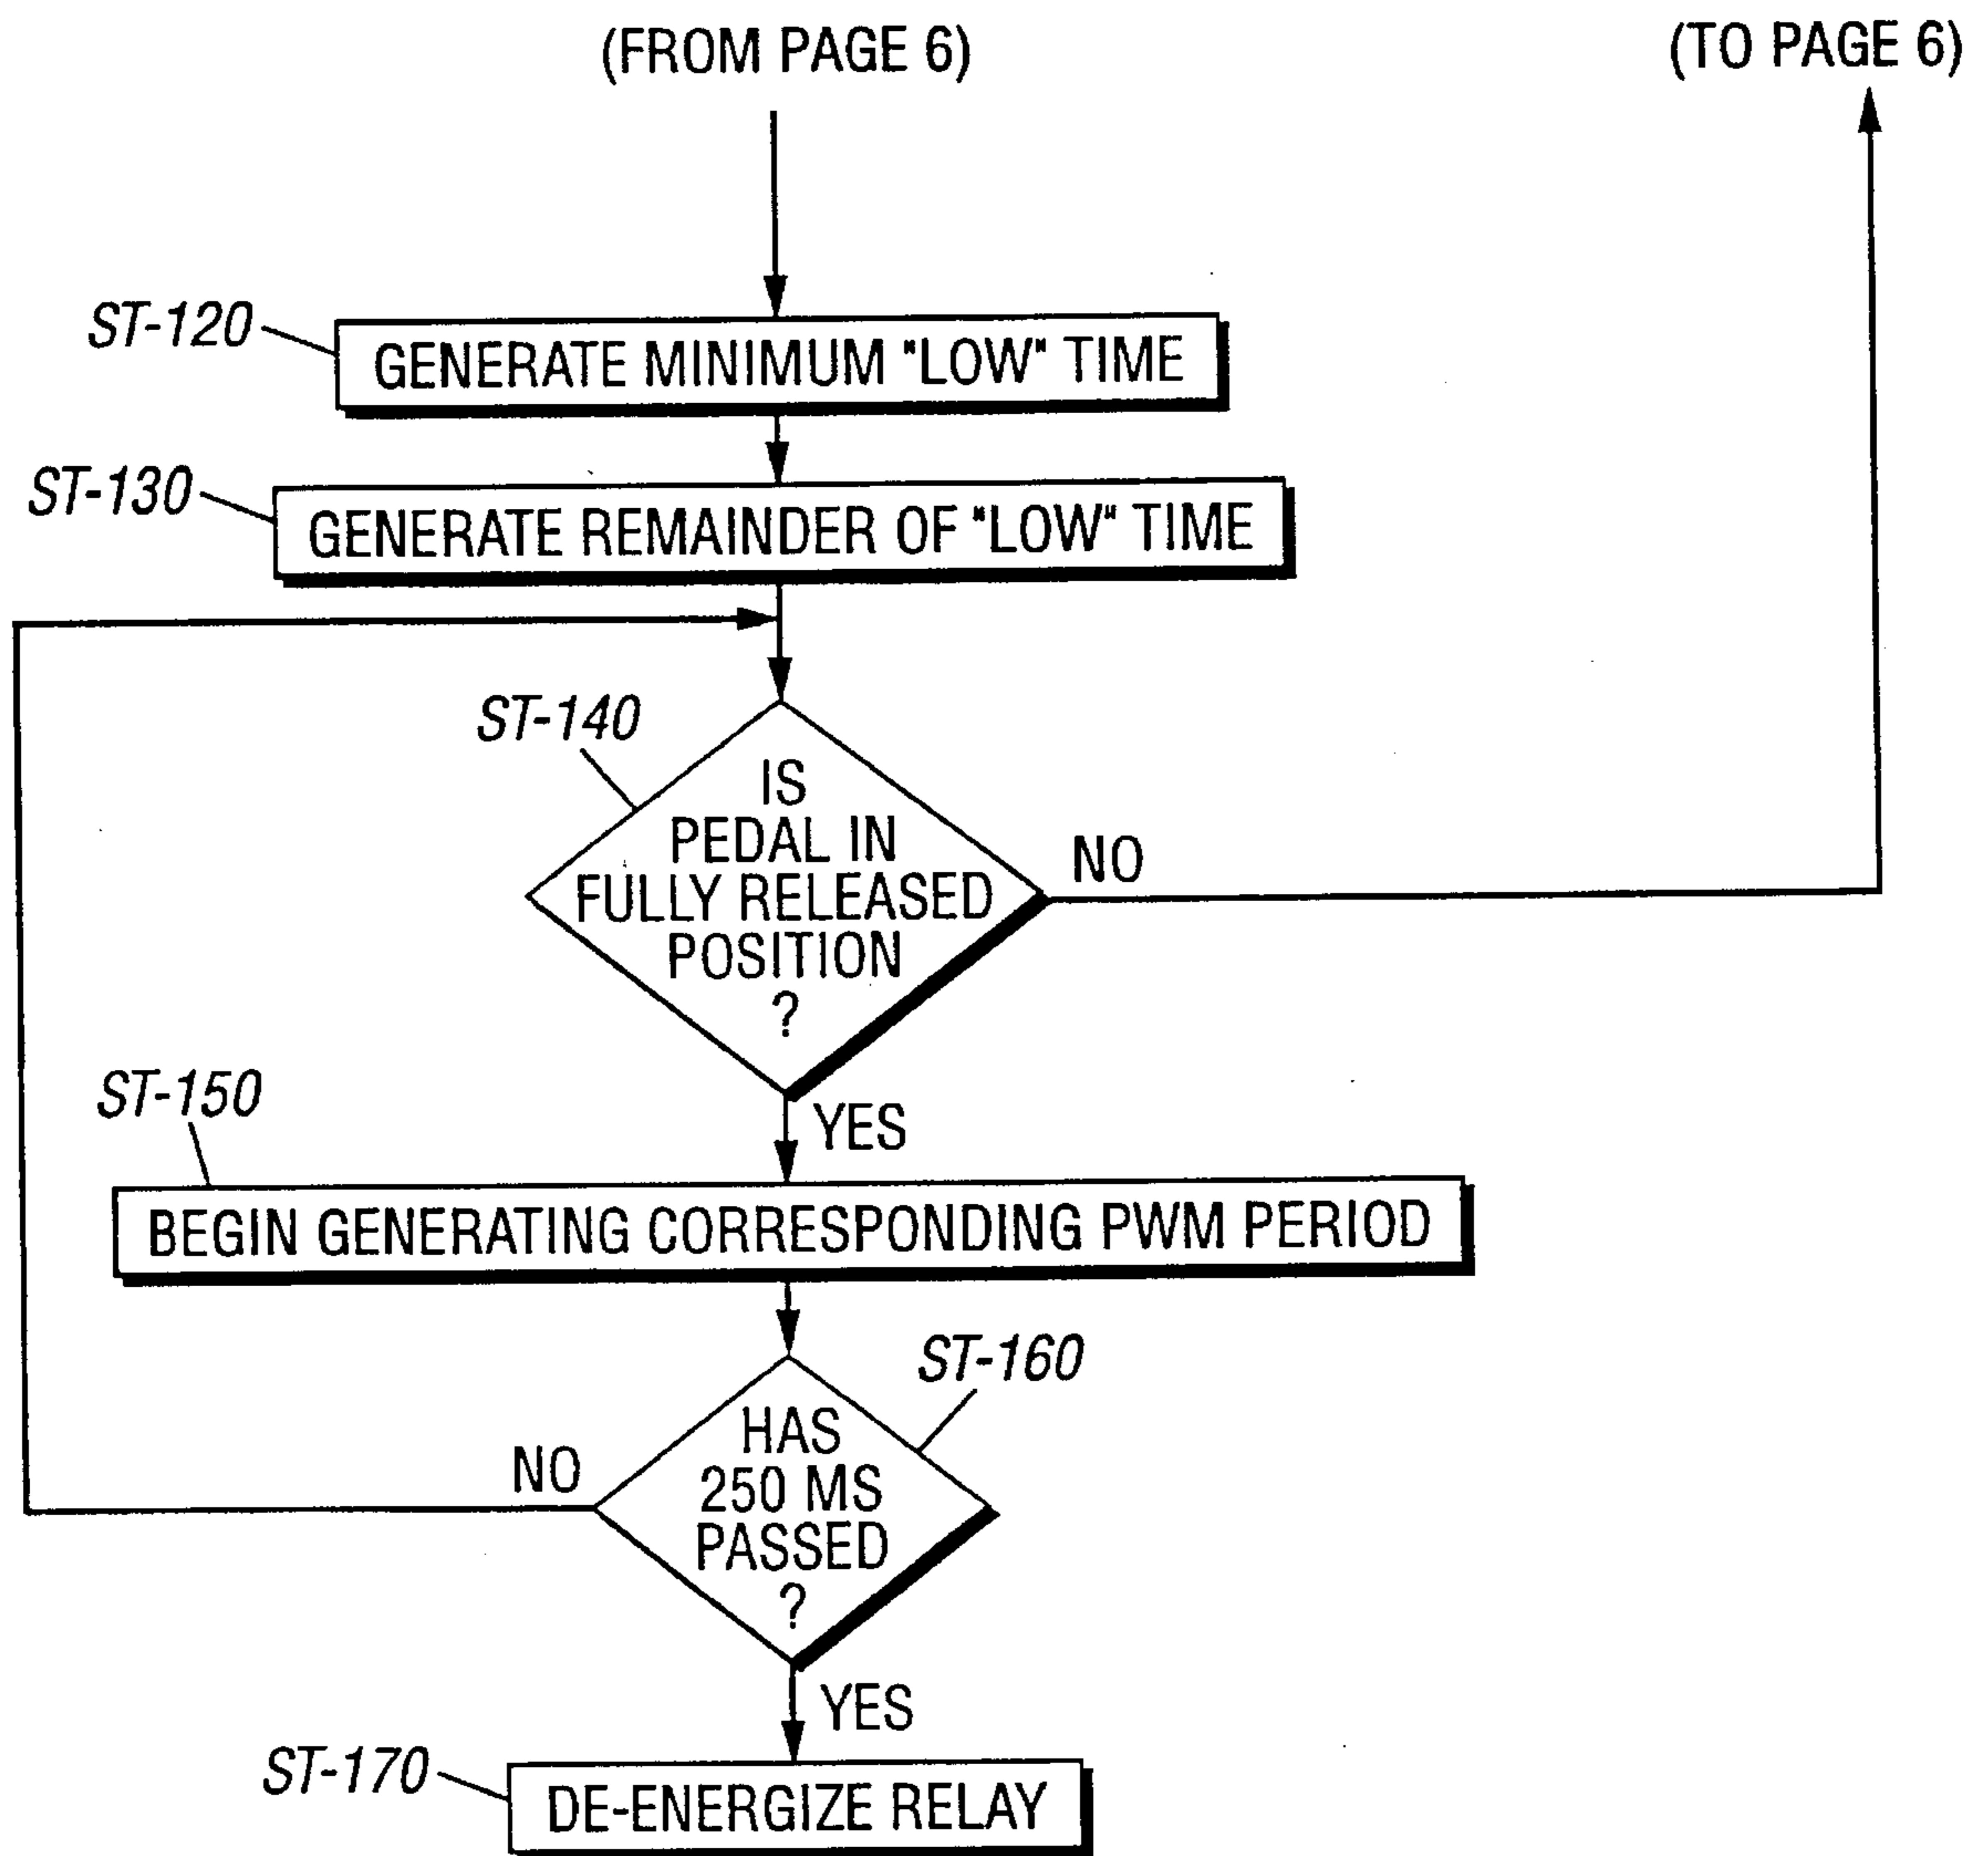 (FROM PAGE 6)
(TO PAGE 6)
ST-120
GENERATE MINIMUM "LOW" TIME
ST-130
GENERATE REMAINDER OF "LOW" TIME
ST-140
IS
PEDAL IN
FULLY RELEASED
POSITION
?
NO
YES
ST-150
BEGIN GENERATING CORRESPONDING PWM PERIOD
ST-160
HAS
250 MS
PASSED
?
NO
YES
ST-170
DE-ENERGIZE RELAY